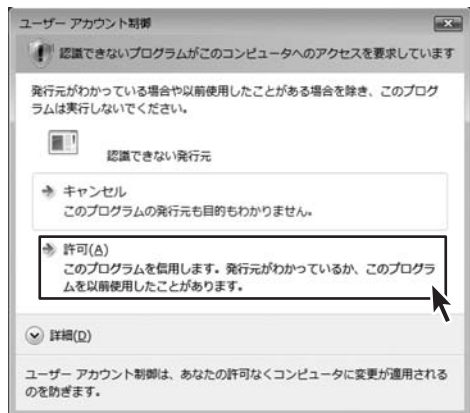 ユーザー アカウント制御
認識できないプログラムがこのコンピュータへのアクセスを要求しています
発行元がわかっている場合や以前使用したことがある場合を除き、このプログ
ラムは実行しないでください。
認識できない発行元
キャンセル
このプログラムの発行元も目的もわかりません。
許可(A)
このプログラムを信用します。発行元がわかっているか、このプログラ
ムを以前使用したことがあります。
詳細(D)
ユーザー アカウント制御は、あなたの許可なくコンピュータに変更が適用される
のを防ぎます。